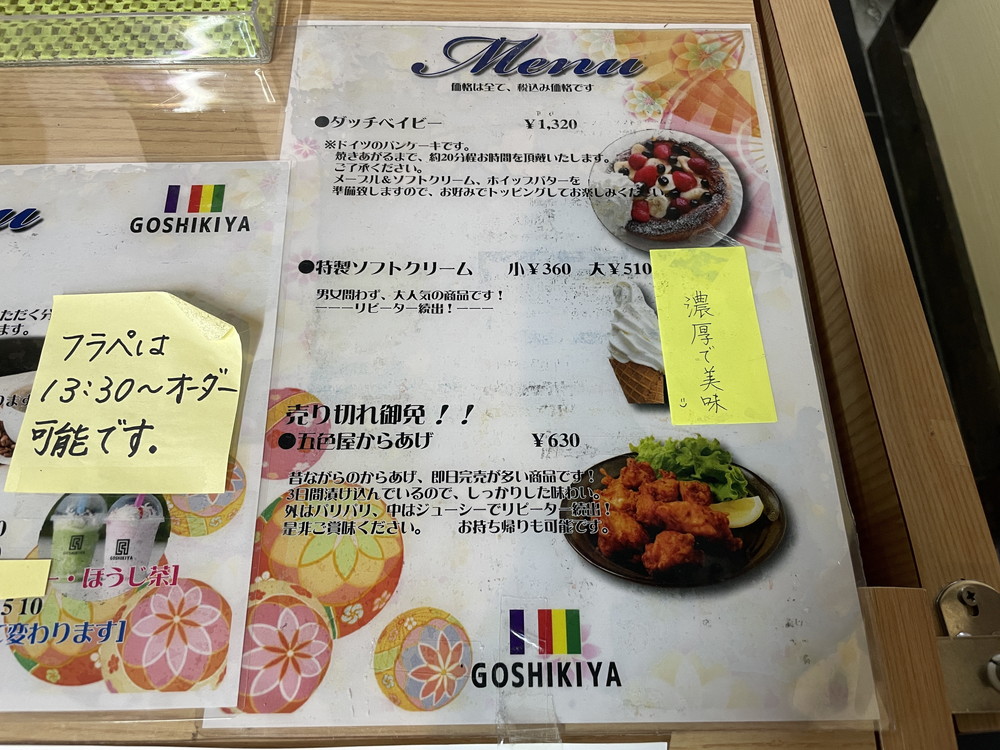 Menu
価格は全て、税込み価格です
●ダッチベイビー ￥1,320
※ドイツのパンケーキです。
焼きあがるまで、約20分程お時間を頂戴いたします。
ご了承ください。
メープル＆ソフトクリーム、ホイップバターを
準備致しますので、お好みでトッピングしてお楽しみください。
●特製ソフトクリーム 小￥360 大￥510
男女問わず、大人気の商品です！
ーーーリピーター続出！ーーー
濃厚で美味
売り切れ御免！！
●五色屋からあげ ￥630
昔ながらのからあげ、即日完売が多い商品です！
3日間漬け込んでいるので、しっかりした味わい。
外はパリパリ、中はジューシーでリピーター続出！
是非ご賞味ください。 お持ち帰りも可能です。
GOSHIKIYA
GOSHIKIYA
ただく分
ます。
フラペは
13:30～オーダー
可能です。
GOSHIKIYA
GOSHIKIYA
ー・ほうじ茶】
510
変わります】